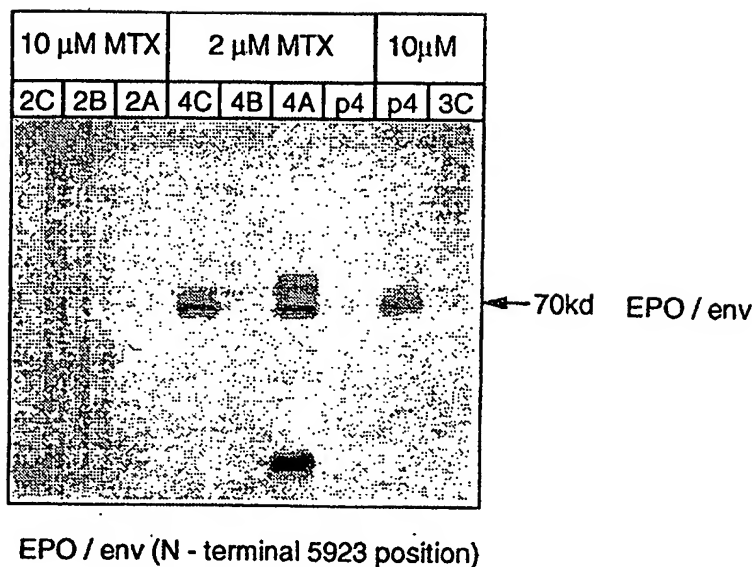 10 µM MTX 2 µM MTX 10µM
2C 2B 2A 4C 4B 4A p4 p4 3C
70kd EPO / env
EPO / env (N - terminal 5923 position)